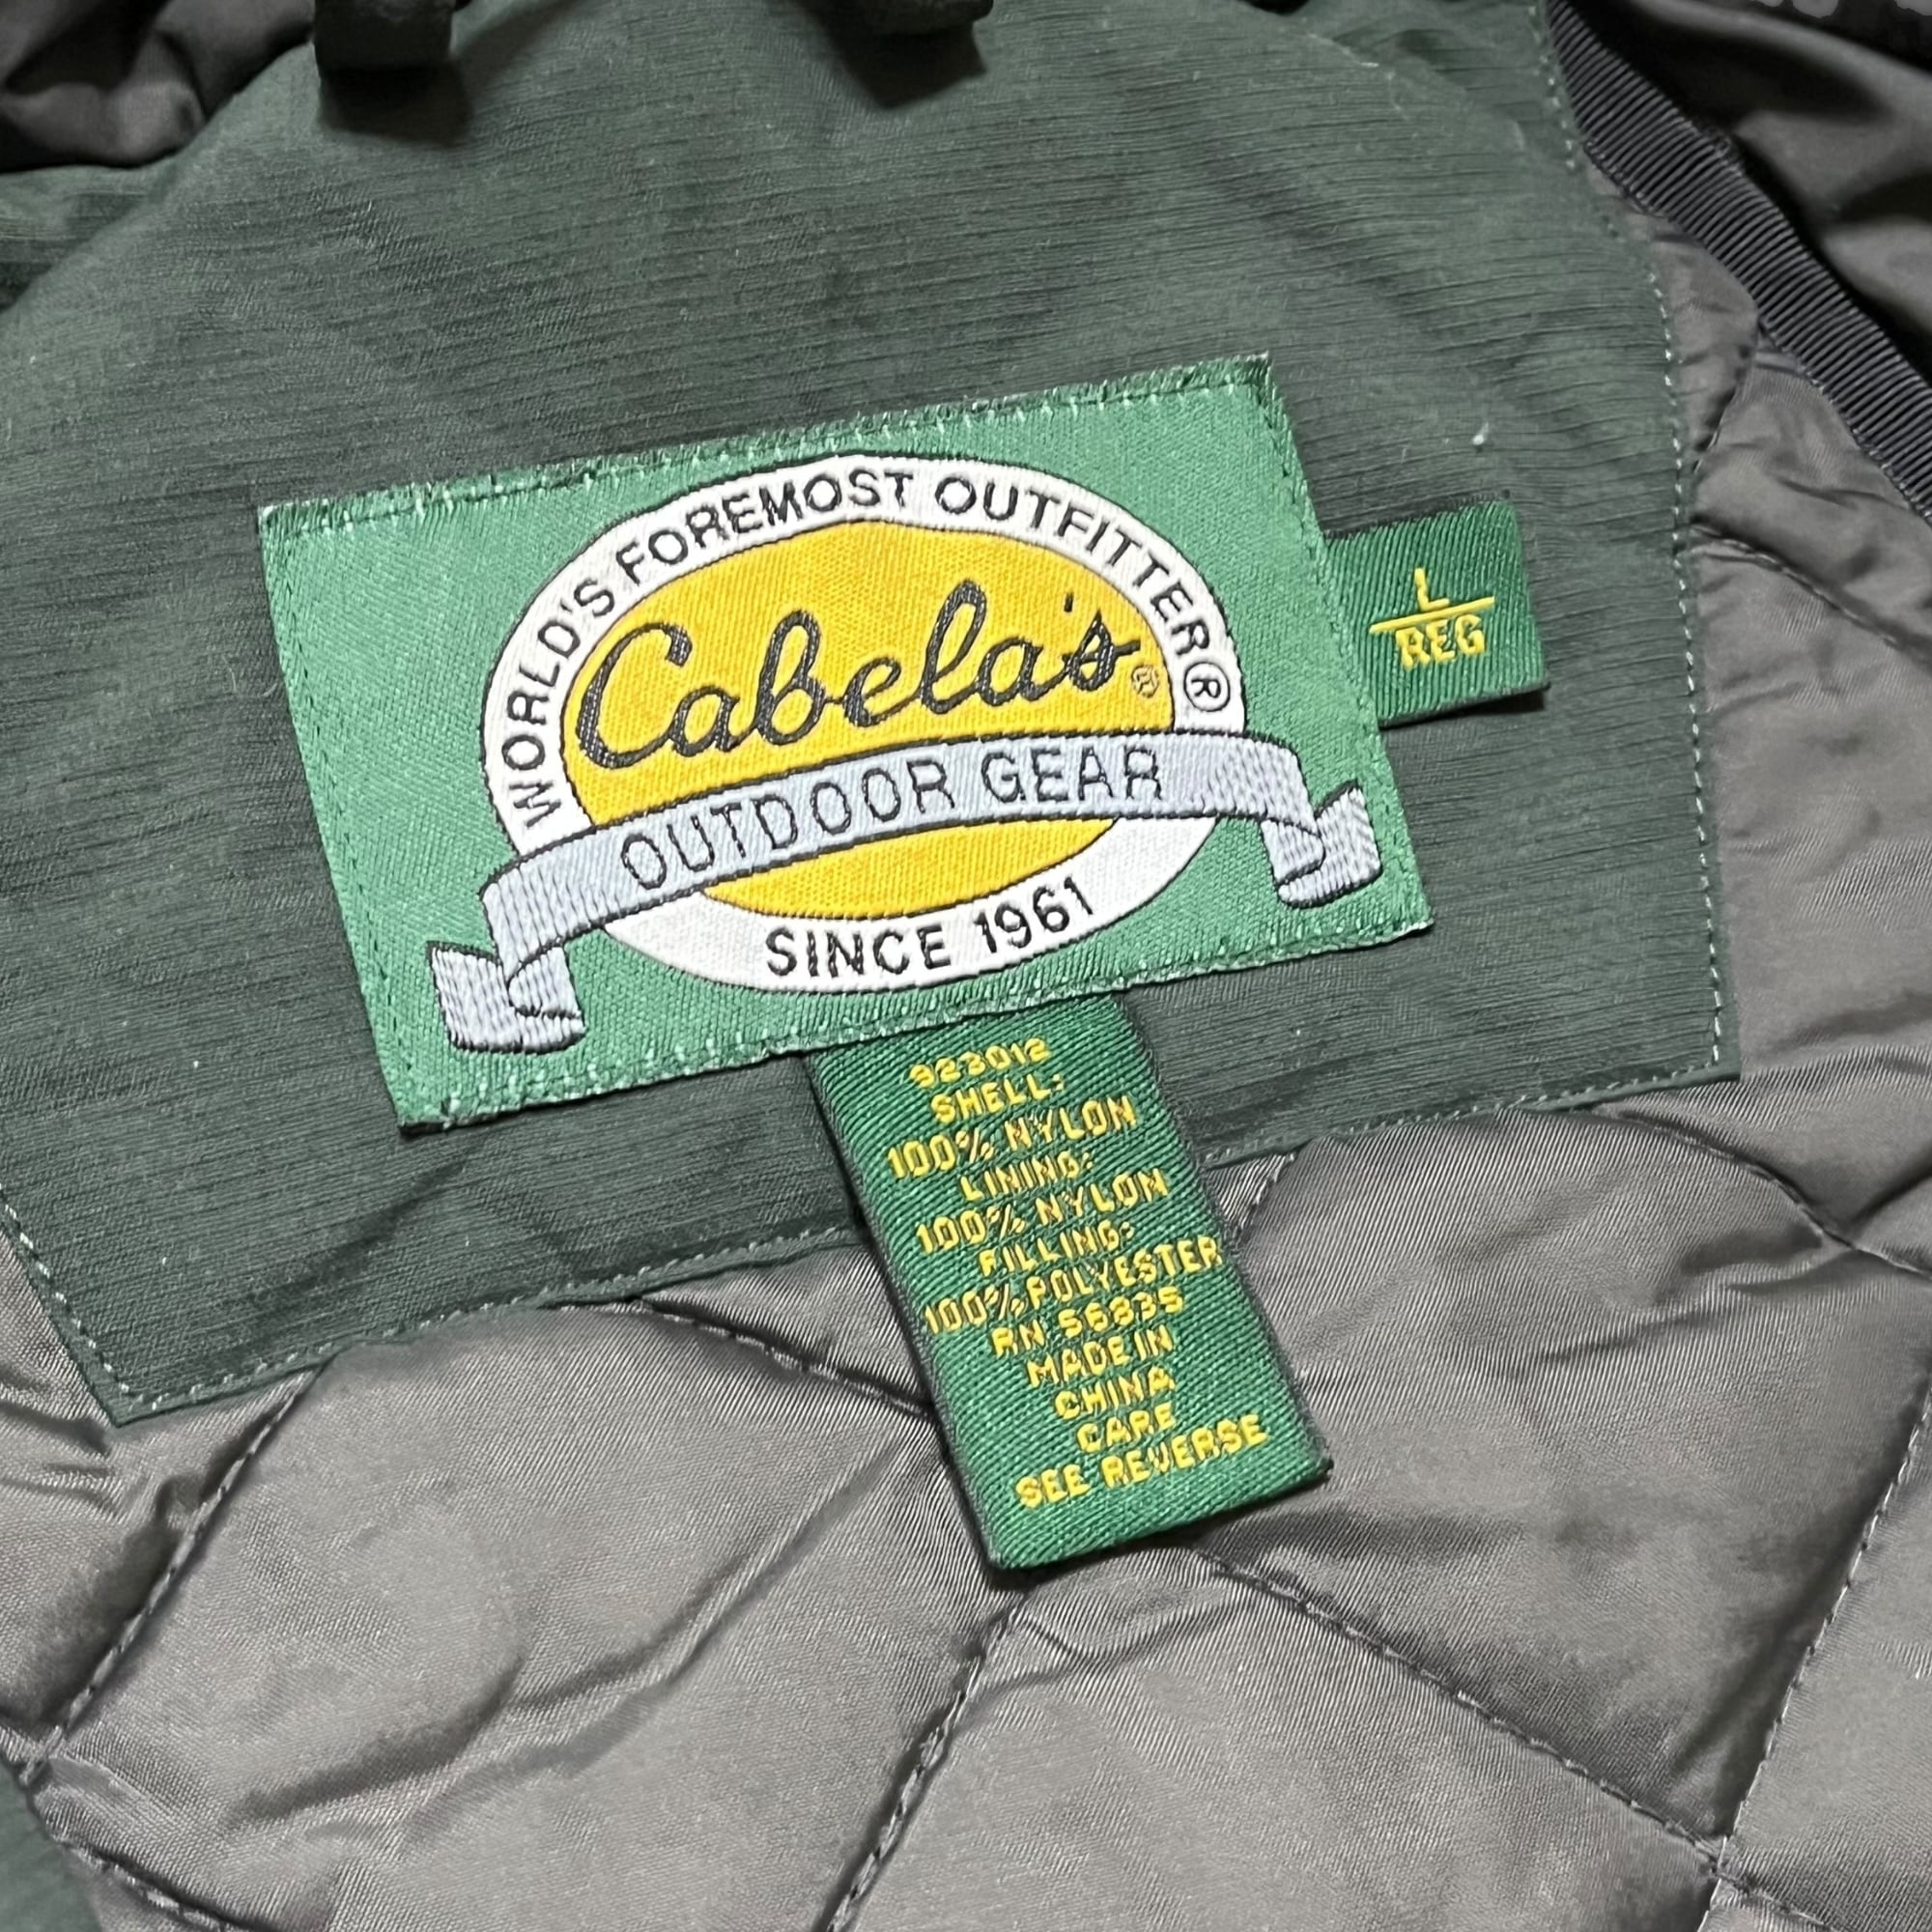 WORLD'S FOREMOST OUTFITTER®
Cabela's®
OUTDOOR GEAR
SINCE 1961
L
REG
923012
SHELL:
100% NYLON
LINING:
100% NYLON
FILLING:
100% POLYESTER
RN 56835
MADE IN
CHINA
CARE
SEE REVERSE